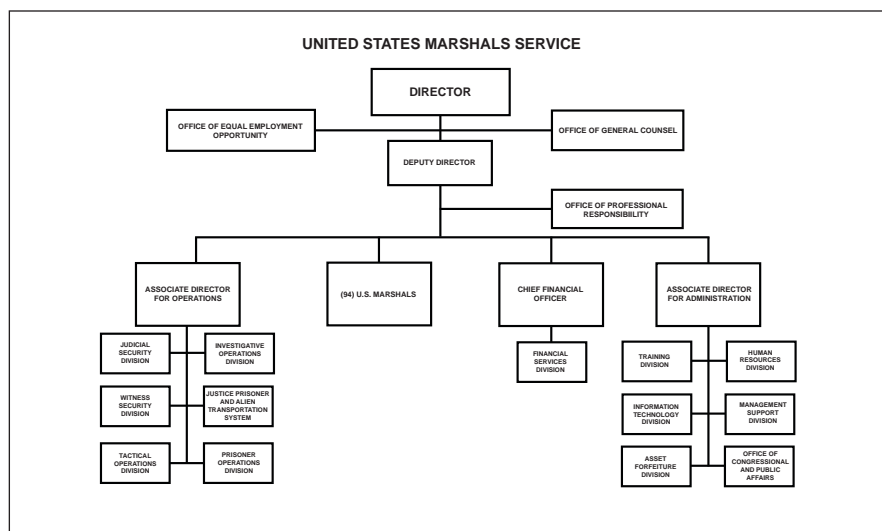 UNITED STATES MARSHALS SERVICE
DIRECTOR
OFFICE OF EQUAL EMPLOYMENT
OPPORTUNITY
OFFICE OF GENERAL COUNSEL
DEPUTY DIRECTOR
OFFICE OF PROFESSIONAL
RESPONSIBILITY
ASSOCIATE DIRECTOR
FOR OPERATIONS
(94) U.S. MARSHALS
CHIEF FINANCIAL
OFFICER
ASSOCIATE DIRECTOR
FOR ADMINISTRATION
JUDICIAL
SECURITY
DIVISION
INVESTIGATIVE
OPERATIONS
DIVISION
FINANCIAL
SERVICES
DIVISION
TRAINING
DIVISION
HUMAN
RESOURCES
DIVISION
WITNESS
SECURITY
DIVISION
JUSTICE PRISONER
AND ALIEN
TRANSPORTATION
SYSTEM
INFORMATION
TECHNOLOGY
DIVISION
MANAGEMENT
SUPPORT
DIVISION
TACTICAL
OPERATIONS
DIVISION
PRISONER
OPERATIONS
DIVISION
ASSET
FORFEITURE
DIVISION
OFFICE OF
CONGRESSIONAL
AND PUBLIC
AFFAIRS